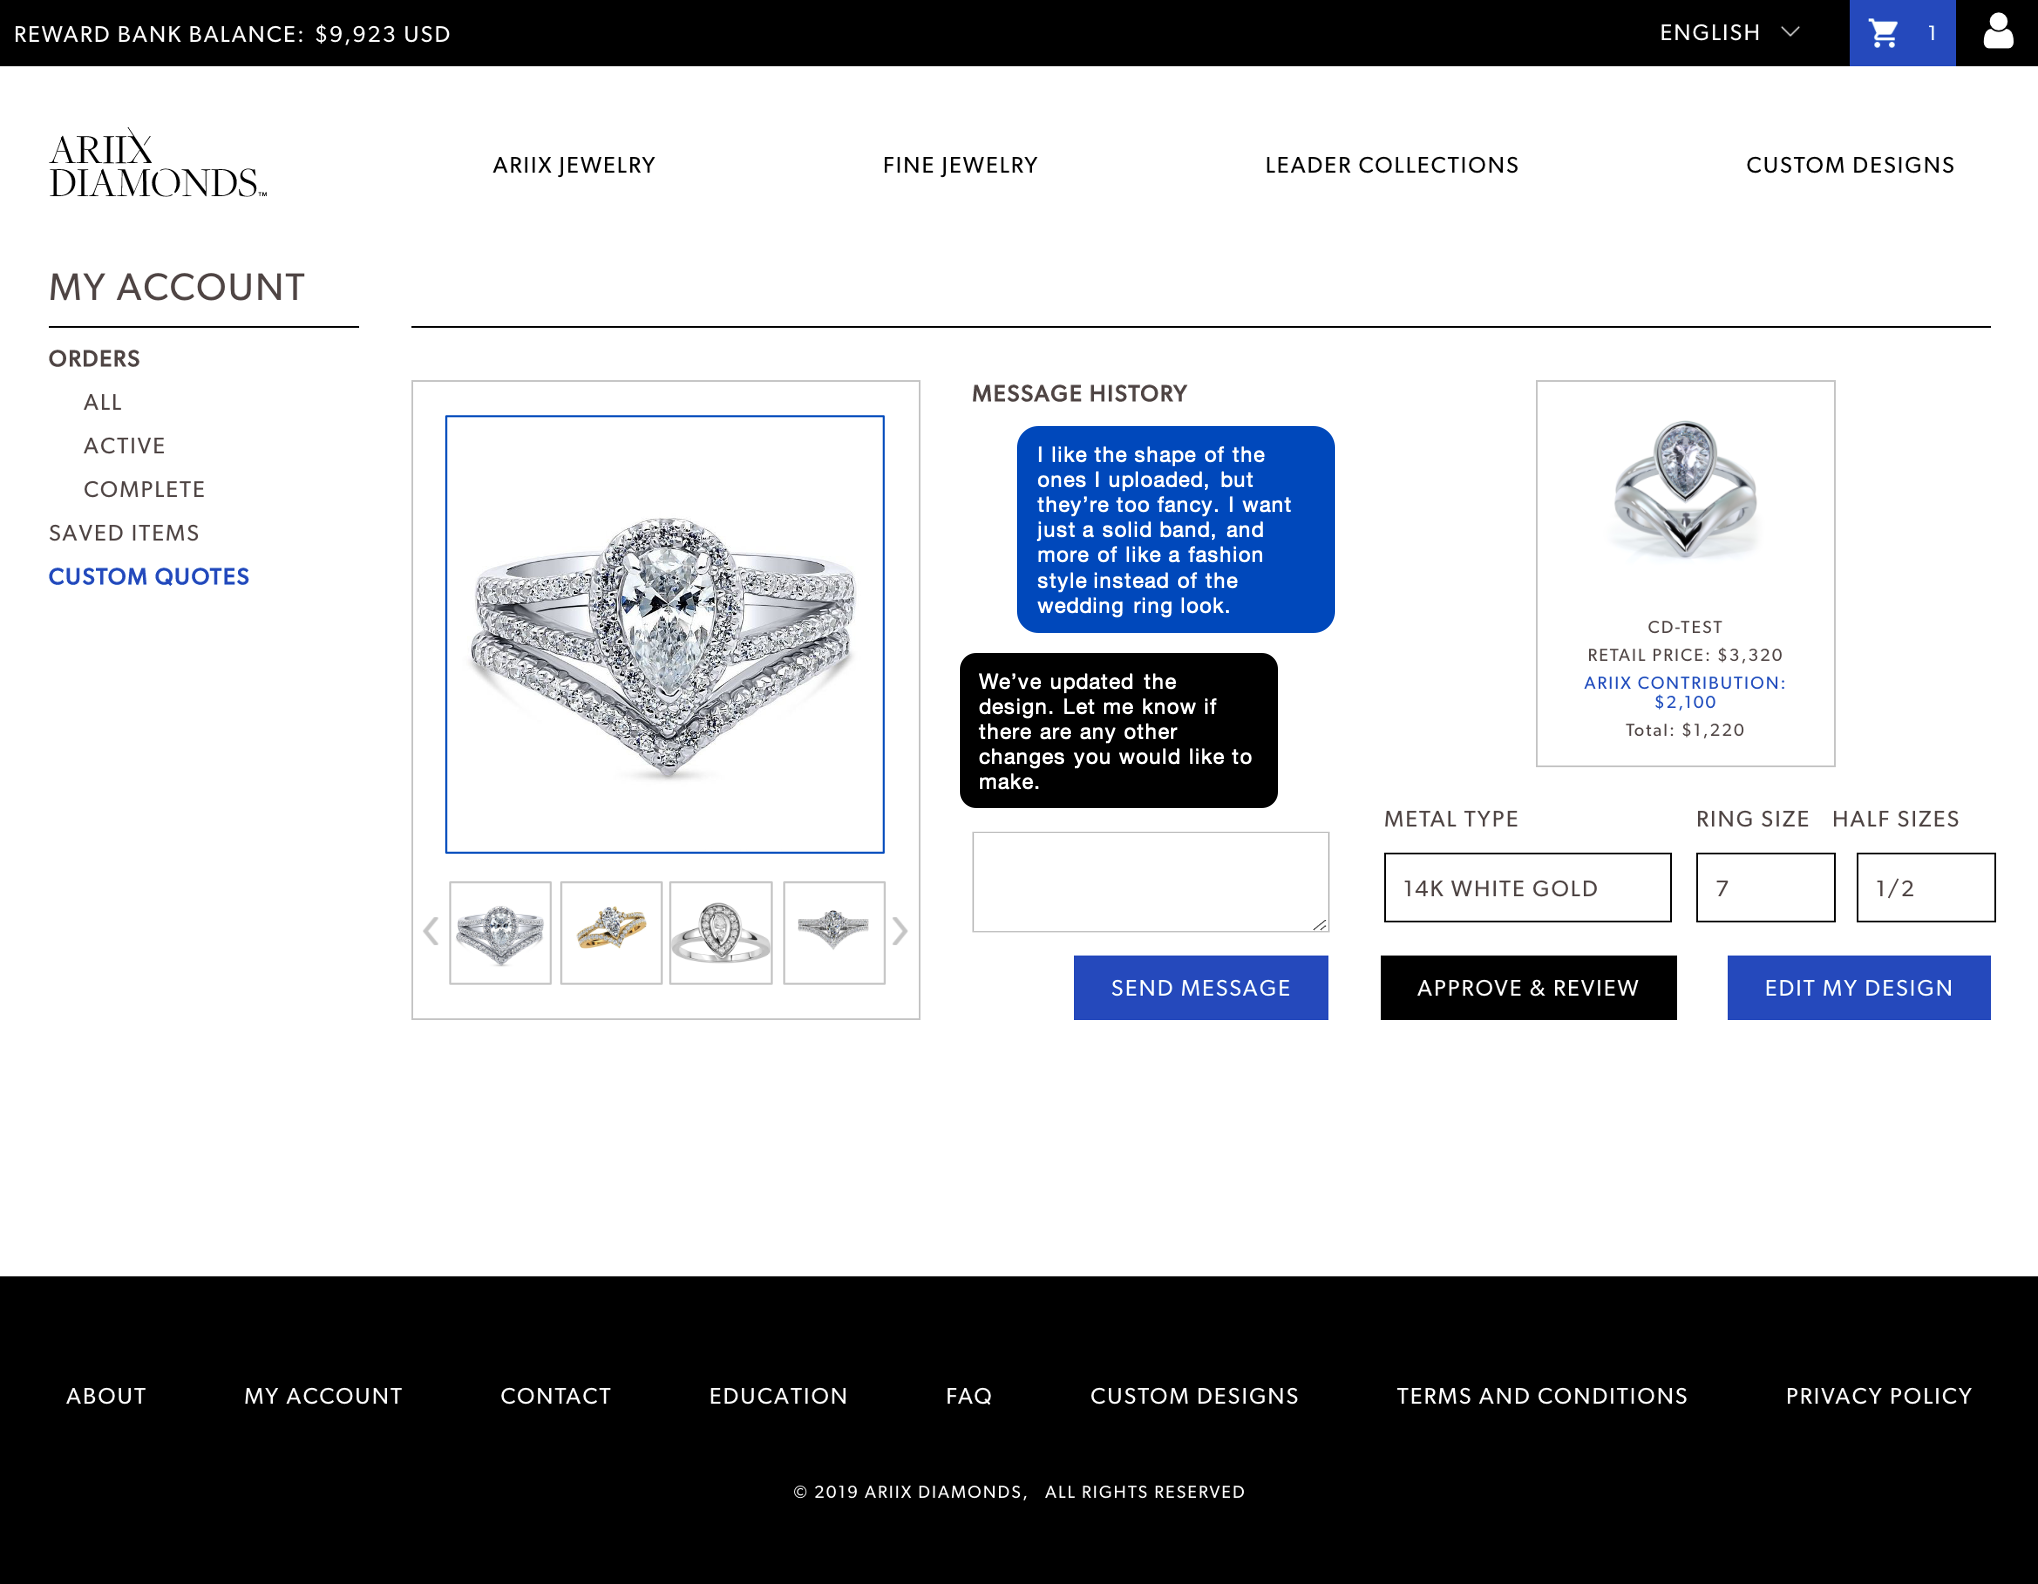 REWARD BANK BALANCE: $9,923 USD
ENGLISH
1
ARIIX
DIAMONDS™
ARIIX JEWELRY
FINE JEWELRY
LEADER COLLECTIONS
CUSTOM DESIGNS
MY ACCOUNT
ORDERS
ALL
ACTIVE
COMPLETE
SAVED ITEMS
CUSTOM QUOTES
MESSAGE HISTORY
I like the shape of the
ones I uploaded, but
they’re too fancy. I want
just a solid band, and
more of like a fashion
style instead of the
wedding ring look.
We’ve updated the
design. Let me know if
there are any other
changes you would like to
make.
SEND MESSAGE
CD-TEST
RETAIL PRICE: $3,320
ARIIX CONTRIBUTION:
$2,100
Total: $1,220
METAL TYPE
RING SIZE
HALF SIZES
14K WHITE GOLD
7
1/2
APPROVE & REVIEW
EDIT MY DESIGN
ABOUT
MY ACCOUNT
CONTACT
EDUCATION
FAQ
CUSTOM DESIGNS
TERMS AND CONDITIONS
PRIVACY POLICY
© 2019 ARIIX DIAMONDS, ALL RIGHTS RESERVED